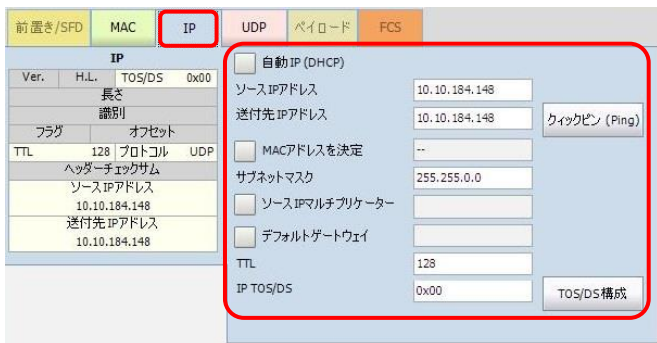 前置き/SFD MAC IP UDP ペイロード FCS
IP
Ver. H.L. TOS/DS 0x00
長さ
識別
フラグ オフセット
TTL 128 プロトコル UDP
ヘッダーチェックサム
ソースIPアドレス
10.10.184.148
送付先IPアドレス
10.10.184.148
自動IP (DHCP)
ソースIPアドレス 10.10.184.148
送付先IPアドレス 10.10.184.148 クィックピン (Ping)
MACアドレスを決定 --
サブネットマスク 255.255.0.0
ソースIPマルチプリケーター
デフォルトゲートウェイ
TTL 128
IP TOS/DS 0x00 TOS/DS構成